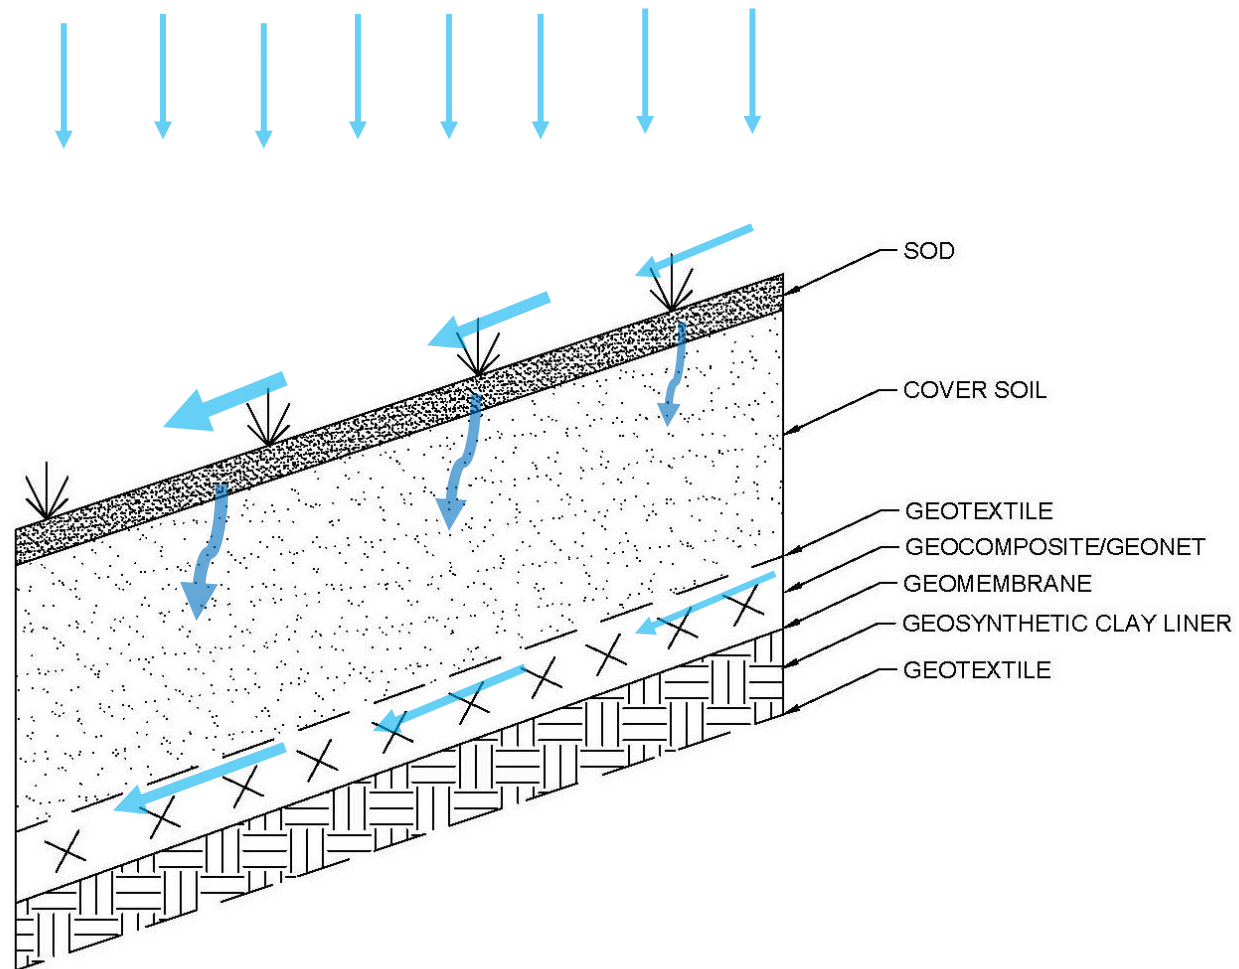 SOD
COVER SOIL
GEOTEXTILE
GEOCOMPOSITE/GEONET
GEOMEMBRANE
GEOSYNTHETIC CLAY LINER
GEOTEXTILE